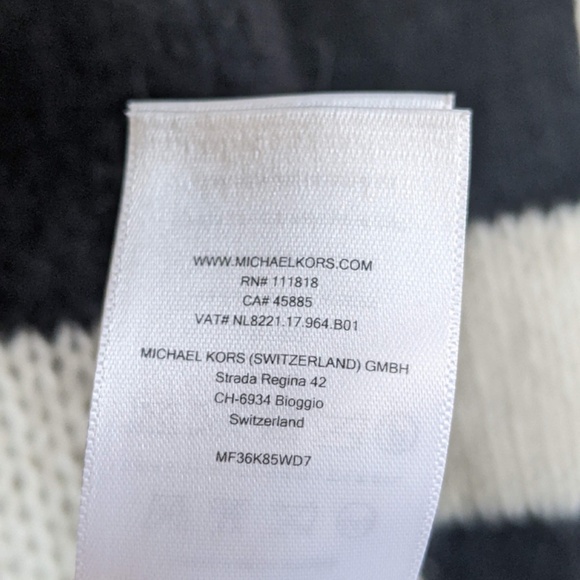 WWW.MICHAELKORS.COM
RN# 111818
CA# 45885
VAT# NL8221.17.964.B01
MICHAEL KORS (SWITZERLAND) GMBH
Strada Regina 42
CH-6934 Bioggio
Switzerland
MF36K85WD7